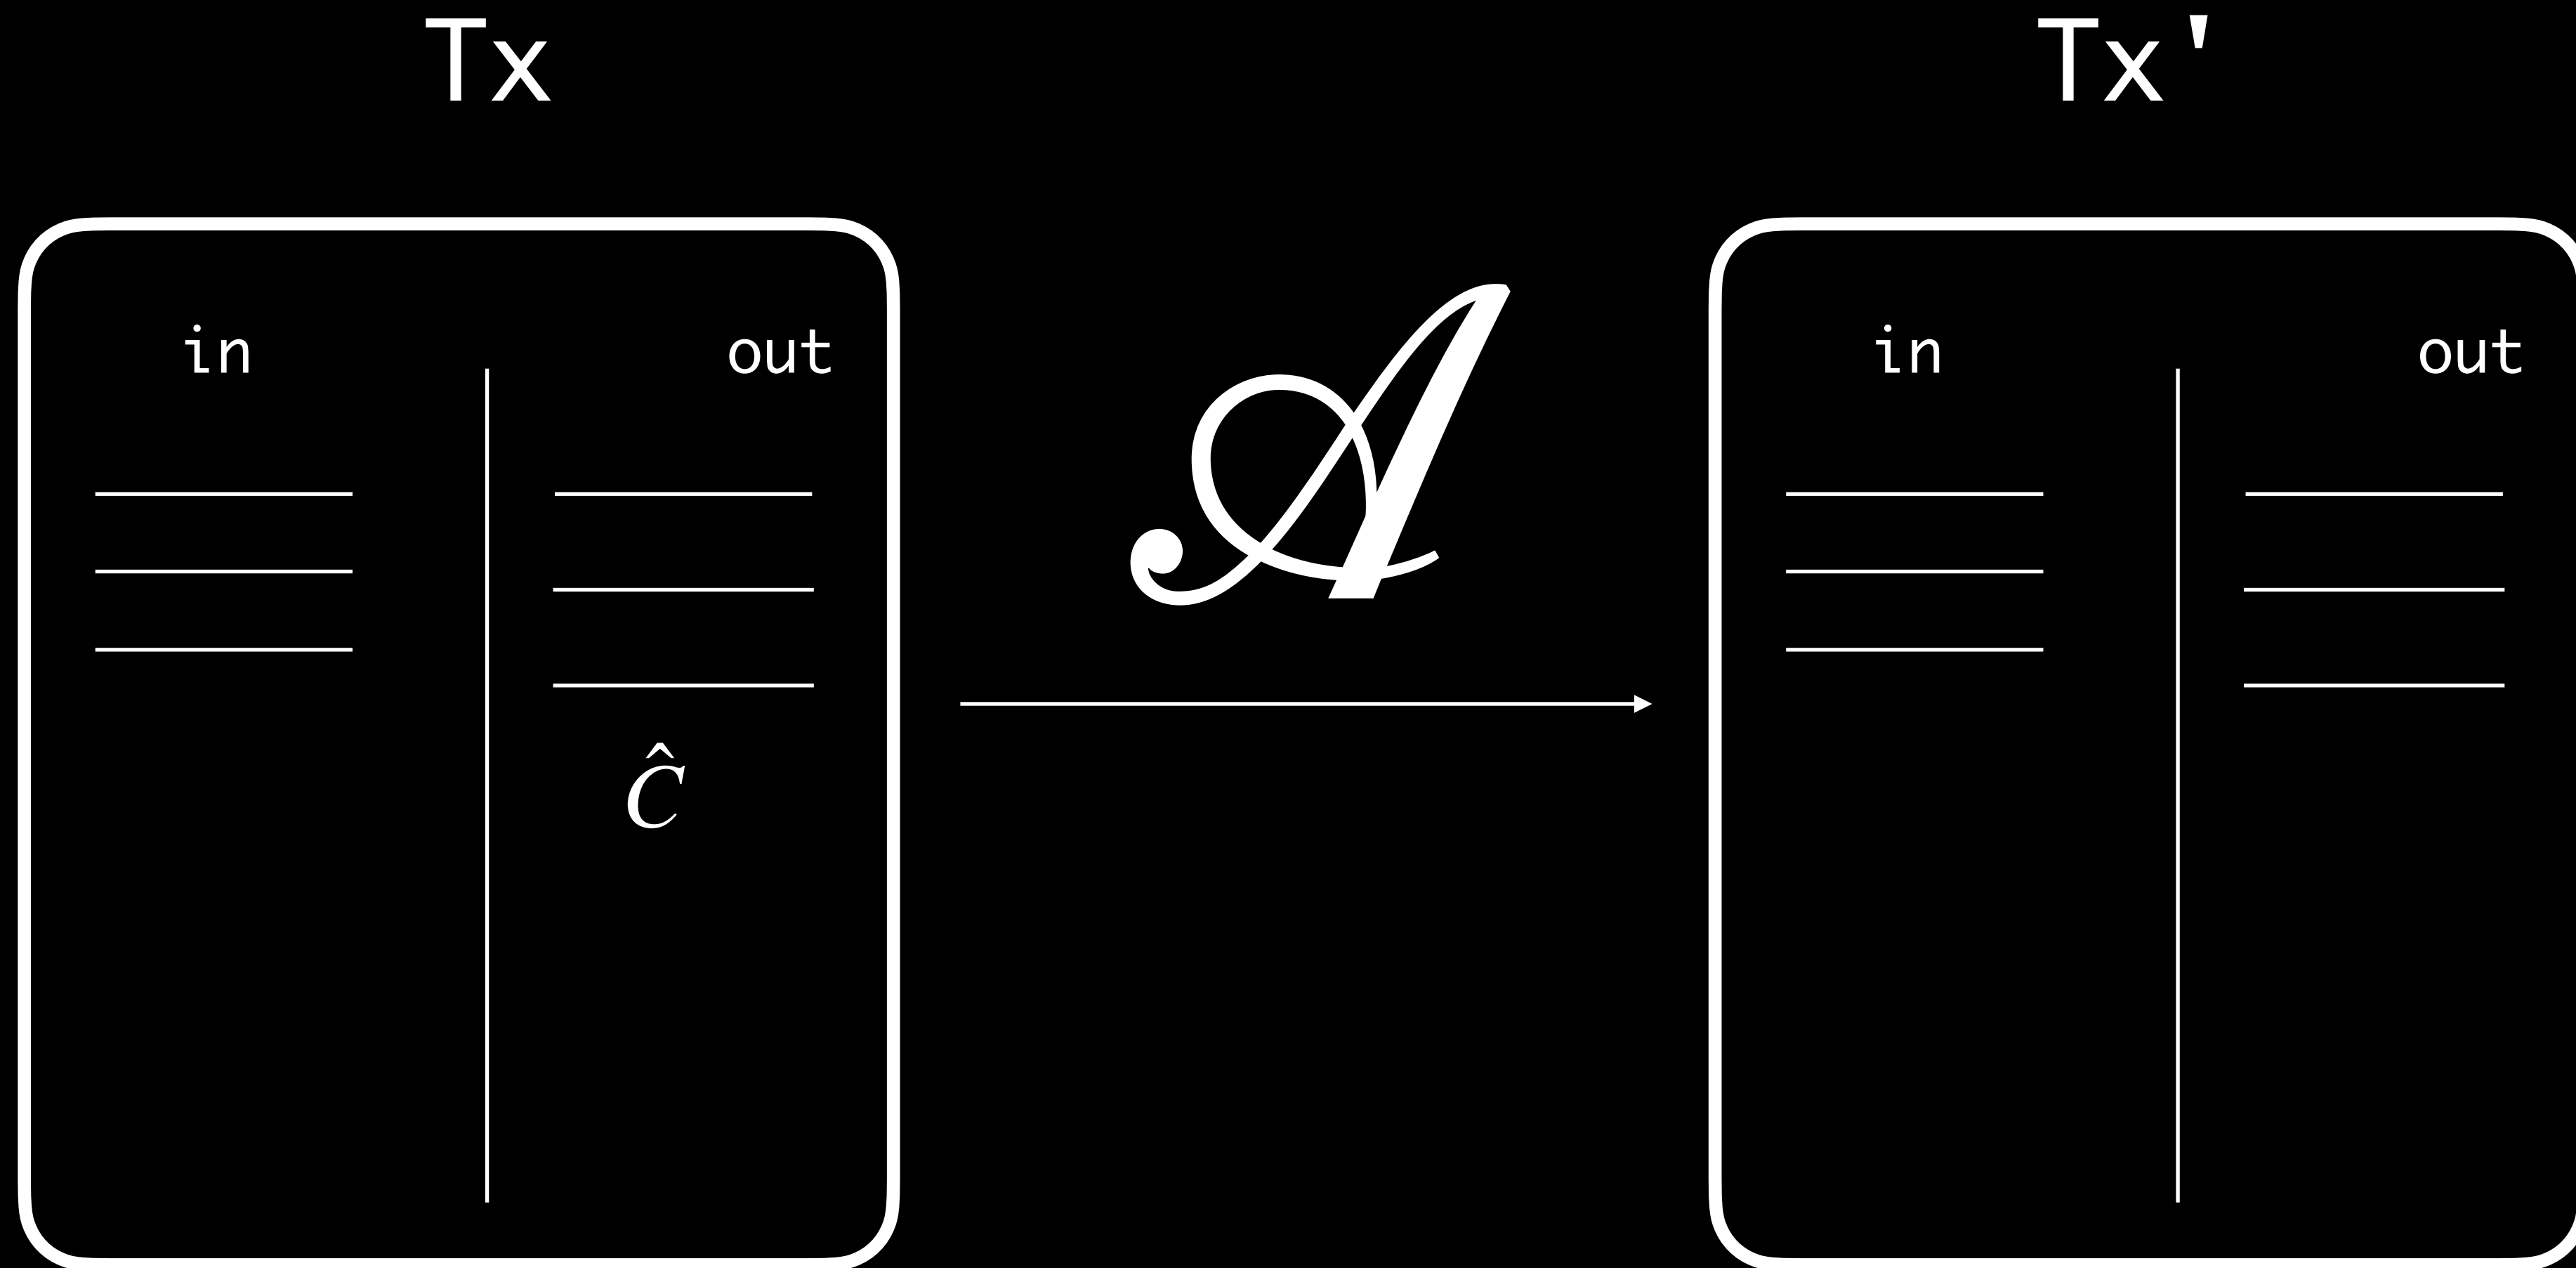 Tx Tx'
in out 𝒜 in out
Ĉ